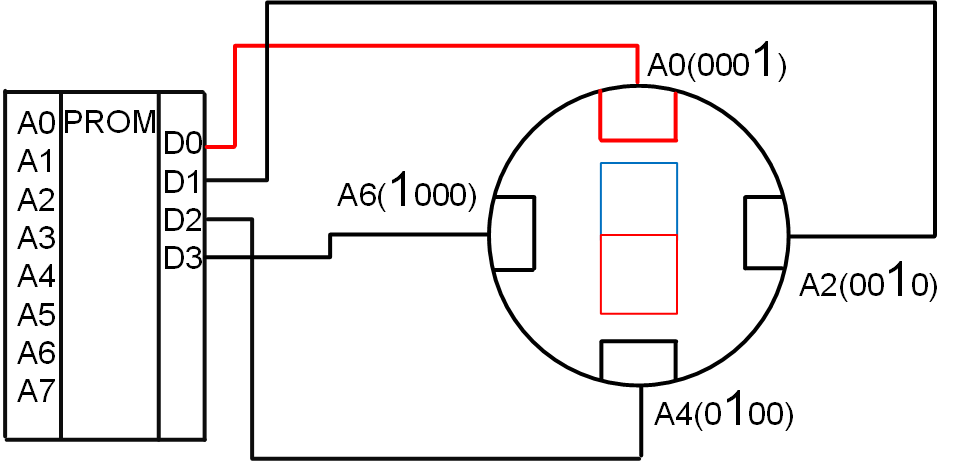 A0 PROM
A1
A2
A3
A4
A5
A6
A7
D0
D1
D2
D3
A0(0001)
A6(1000)
A2(0010)
A4(0100)